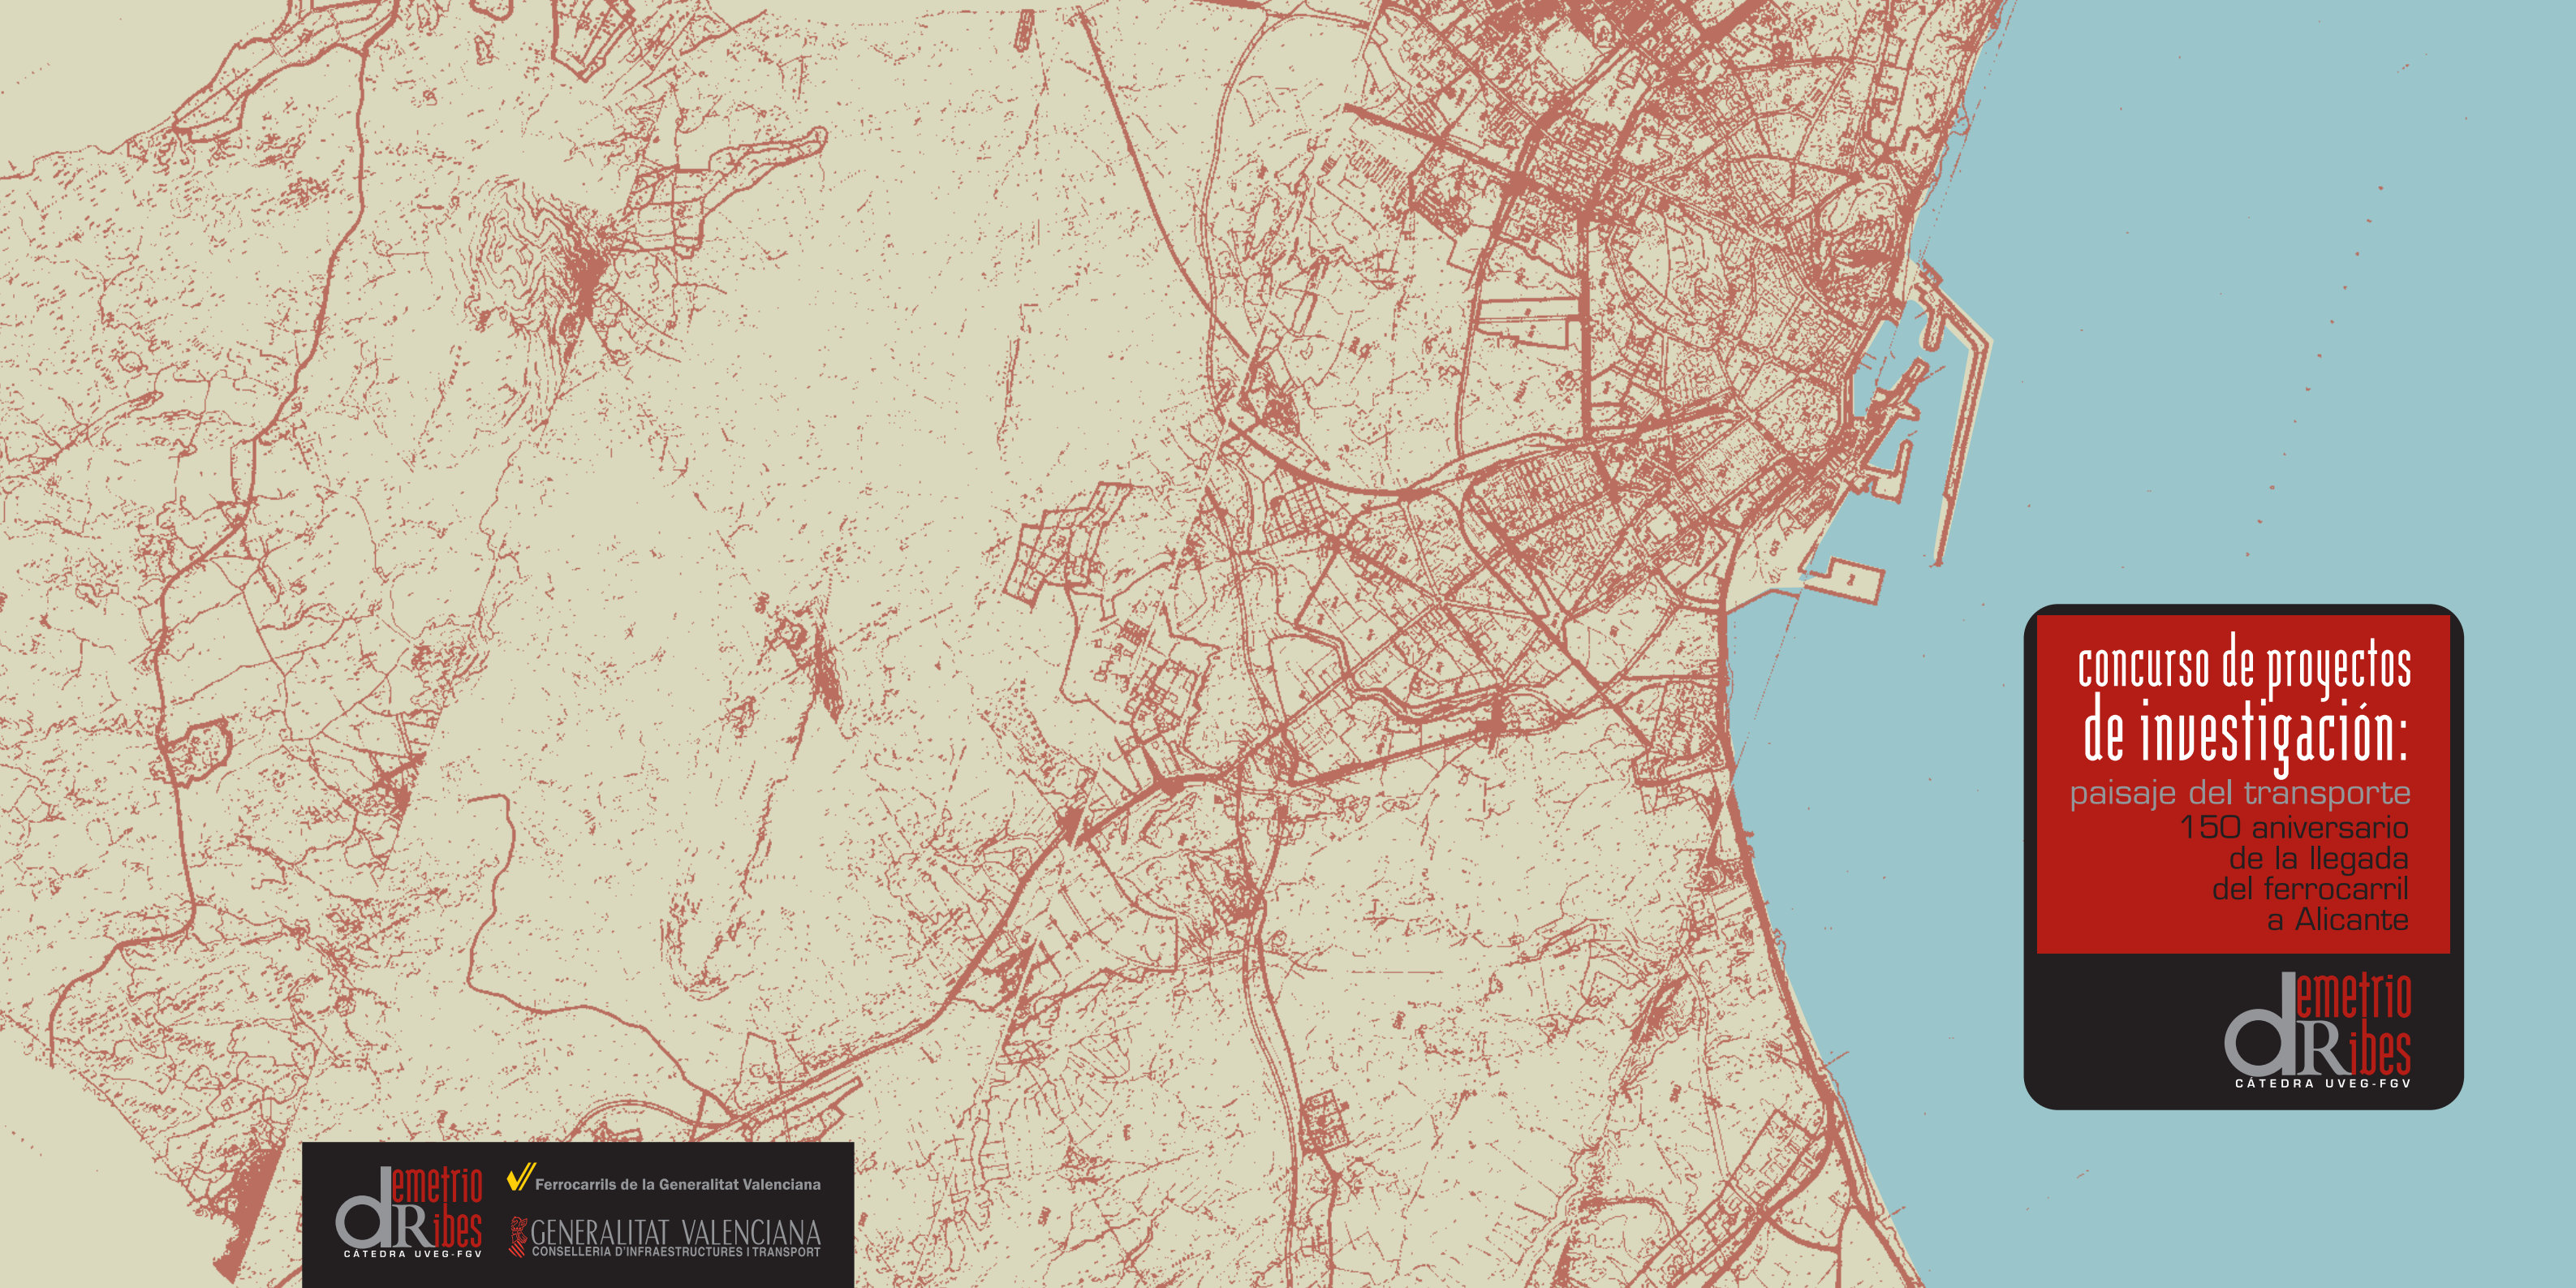 concurso de proyectos
de investigación:
paisaje del transporte
150 aniversario
de la llegada
del ferrocarril
a Alicante
demetrio
Ribes
CÁTEDRA UVEG-FGV
demetrio
Ribes
CÁTEDRA UVEG-FGV
Ferrocarrils de la Generalitat Valenciana
GENERALITAT VALENCIANA
CONSELLERIA D'INFRAESTRUCTURES I TRANSPORT